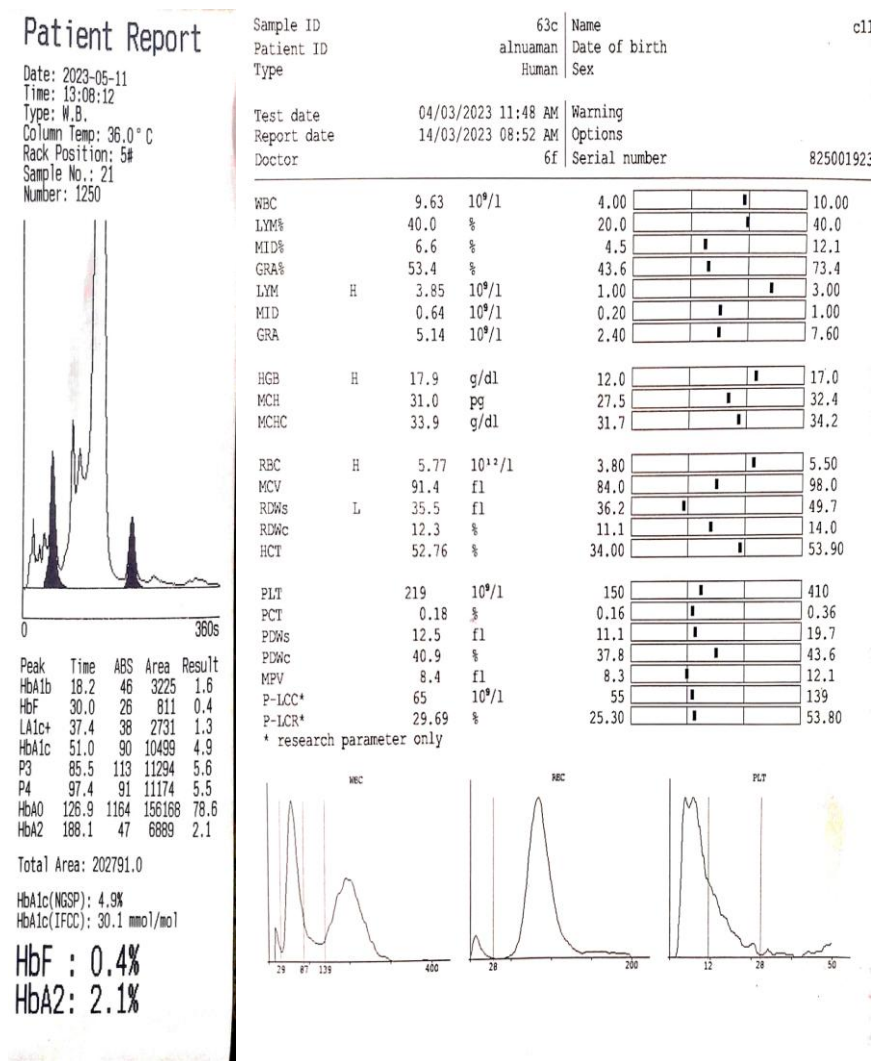 Patient Report
Date: 2023-05-11
Time: 13:08:12
Type: W.B.
Column Temp: 36.0°C
Rack Position: 5#
Sample No.: 21
Number: 1250
0 360s
Peak Time ABS Area Result
HbA1b 18.2 46 3225 1.6
HbF 30.0 26 811 0.4
LA1c+ 37.4 38 2731 1.3
HbA1c 51.0 90 10499 4.9
P3 85.5 113 11294 5.6
P4 97.4 91 11174 5.5
HbA0 126.9 1164 156168 78.6
HbA2 188.1 47 6889 2.1
Total Area: 202791.0
HbA1c(NGSP): 4.9%
HbA1c(IFCC): 30.1 mmol/mol
HbF : 0.4%
HbA2: 2.1%
Sample ID 63c Name c11
Patient ID alnuaman Date of birth
Type Human Sex
Test date 04/03/2023 11:48 AM Warning
Report date 14/03/2023 08:52 AM Options
Doctor 6f Serial number 825001923
WBC 9.63 10⁹/l 4.00 10.00
LYM% 40.0 % 20.0 40.0
MID% 6.6 % 4.5 12.1
GRA% 53.4 % 43.6 73.4
LYM H 3.85 10⁹/l 1.00 3.00
MID 0.64 10⁹/l 0.20 1.00
GRA 5.14 10⁹/l 2.40 7.60
HGB H 17.9 g/dl 12.0 17.0
MCH 31.0 pg 27.5 32.4
MCHC 33.9 g/dl 31.7 34.2
RBC H 5.77 10¹²/l 3.80 5.50
MCV 91.4 fl 84.0 98.0
RDWs L 35.5 fl 36.2 49.7
RDWc 12.3 % 11.1 14.0
HCT 52.76 % 34.00 53.90
PLT 219 10⁹/l 150 410
PCT 0.18 % 0.16 0.36
PDWs 12.5 fl 11.1 19.7
PDWc 40.9 % 37.8 43.6
MPV 8.4 fl 8.3 12.1
P-LCC* 65 10⁹/l 55 139
P-LCR* 29.69 % 25.30 53.80
* research parameter only
WBC RBC PLT
29 87 139 400 28 200 12 28 50